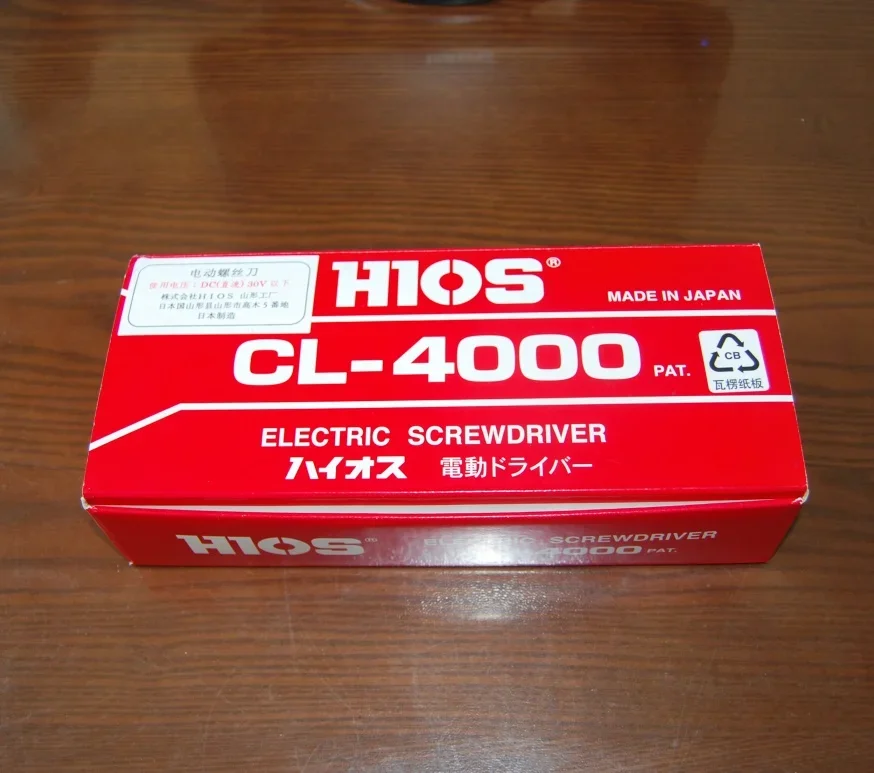 电动螺丝刀
使用电压：DC(直流) 30V 以下
株式会社HIOS 山形工厂
日本国山形县山形市高木5番地
日本制造
HIOS®
MADE IN JAPAN
CL-4000 PAT.
CB
瓦楞纸板
ELECTRIC SCREWDRIVER
ハイオス 電動ドライバー
HIOS® ELECTRIC SCREWDRIVER
4000 PAT.